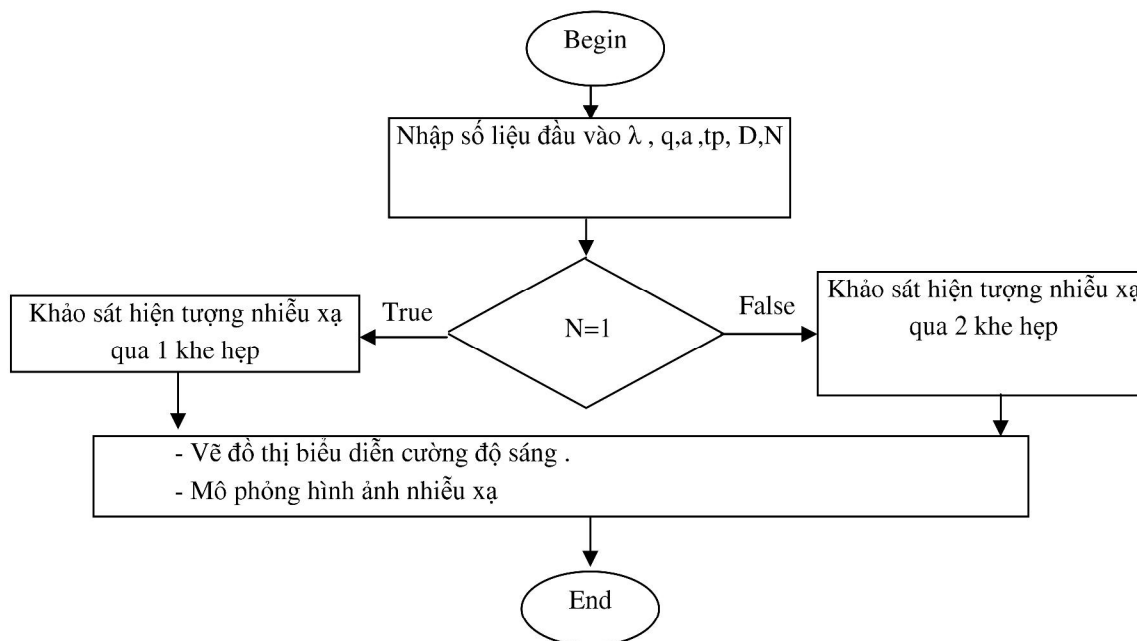 Begin
Nhập số liệu đầu vào λ , q,a ,tp, D,N
Khảo sát hiện tượng nhiễu xạ
qua 1 khe hẹp
True
N=1
False
Khảo sát hiện tượng nhiễu xạ
qua 2 khe hẹp
- Vẽ đồ thị biểu diễn cường độ sáng .
- Mô phỏng hình ảnh nhiễu xạ
End